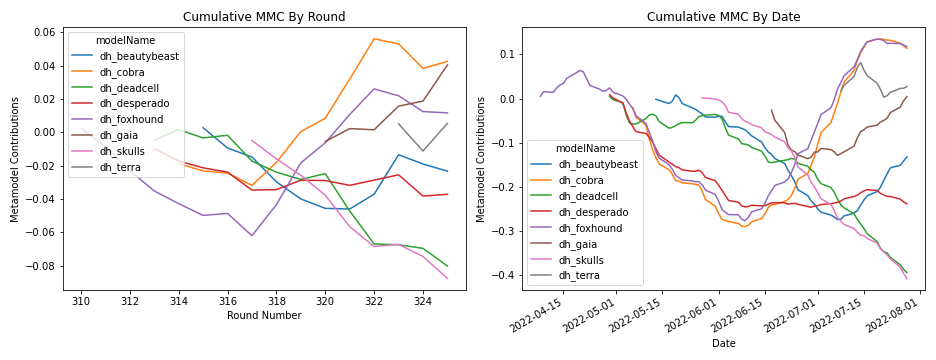 Cumulative MMC By Round
Metamodel Contributions
0.06
0.04
0.02
0.00
−0.02
−0.04
−0.06
−0.08
modelName
dh_beautybeast
dh_cobra
dh_deadcell
dh_desperado
dh_foxhound
dh_gaia
dh_skulls
dh_terra
310 312 314 316 318 320 322 324
Round Number
Cumulative MMC By Date
Metamodel Contributions
0.1
0.0
−0.1
−0.2
−0.3
−0.4
modelName
dh_beautybeast
dh_cobra
dh_deadcell
dh_desperado
dh_foxhound
dh_gaia
dh_skulls
dh_terra
2022-04-15 2022-05-01 2022-05-15 2022-06-01 2022-06-15 2022-07-01 2022-07-15 2022-08-01
Date